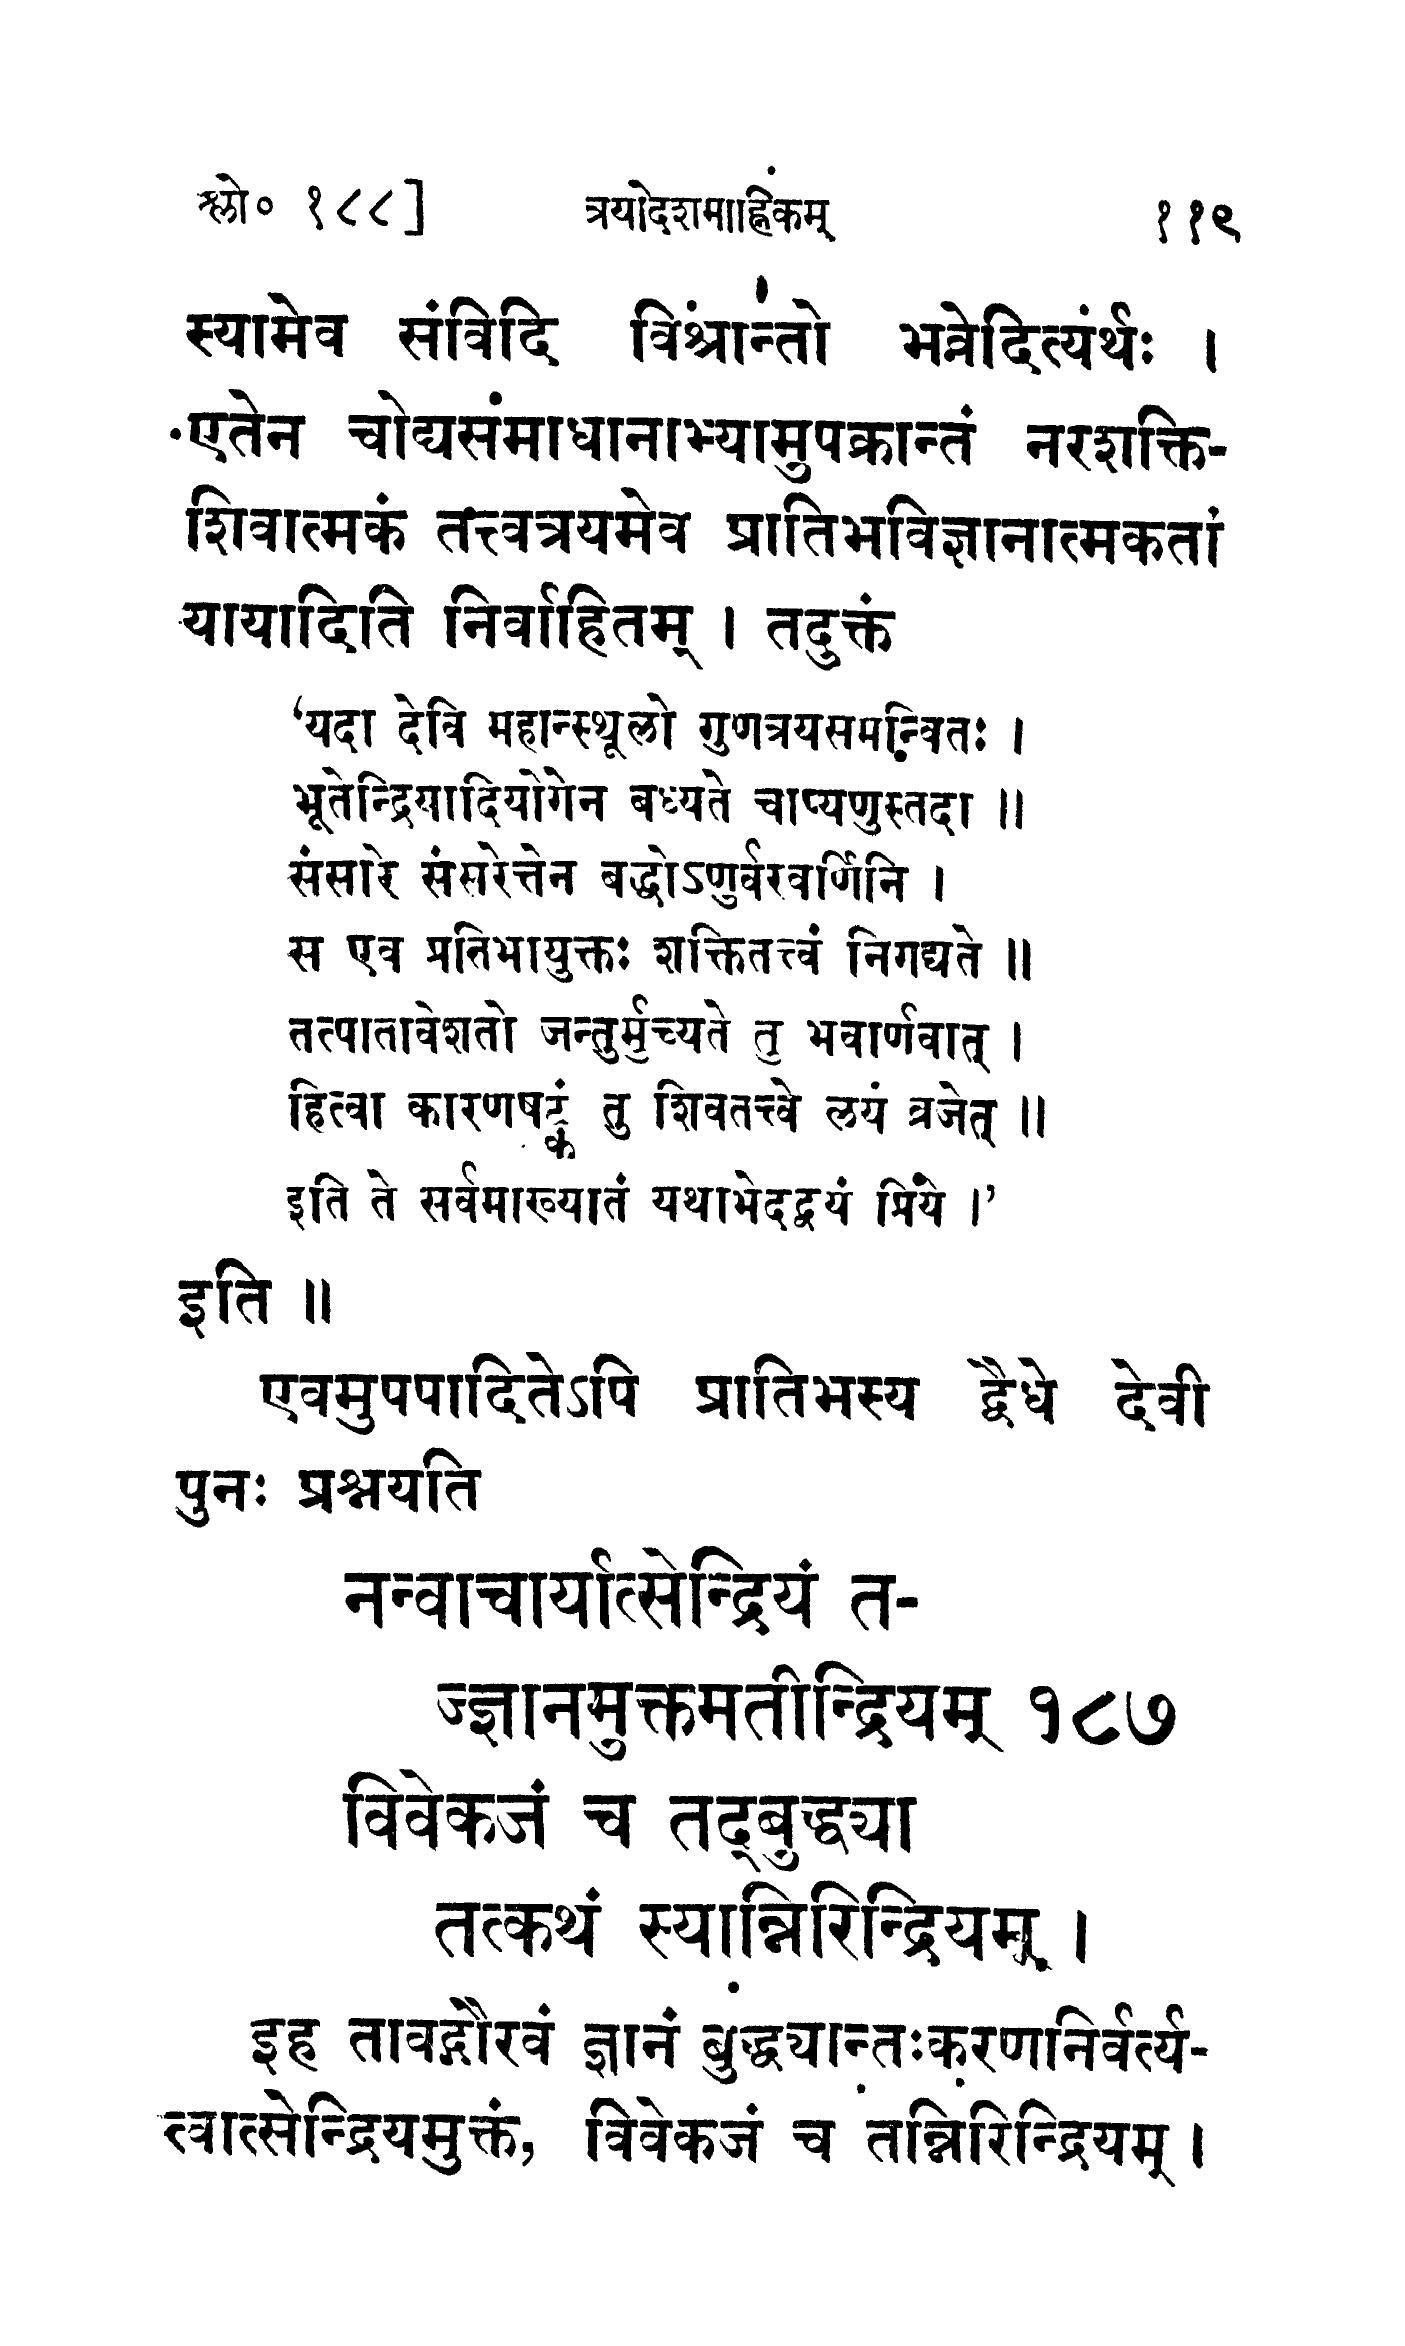 श्लो० १८८]   त्रयोदशमाह्निकम्   ११९
स्यामेव संविदि विश्रान्तो भवेदित्यर्थः ।
एतेन चोद्यसमाधानाभ्यामुपक्रान्तं नरशक्ति-
शिवात्मकं तत्त्वत्रयमेव प्रातिभविज्ञानात्मकतां
यायादिति निर्वाहितम् । तदुक्तं
‘यदा देवि महान्स्थूलो गुणत्रयसमन्वितः ।
भूतेन्द्रियादियोगेन बध्यते चाप्यणुस्तदा ॥
संसारे संसरेत्तेन बद्धोऽणुर्वरवर्णिनि ।
स एव प्रतिभायुक्तः शक्तितत्त्वं निगद्यते ॥
तत्पातावेशतो जन्तुर्मुच्यते तु भवार्णवात् ।
हित्वा कारणषट्कं तु शिवतत्त्वे लयं व्रजेत् ॥
इति ते सर्वमाख्यातं यथाभेदद्वयं प्रिये ।’
इति ॥
एवमुपपादितेऽपि प्रातिभस्य द्वैधे देवी
पुनः प्रश्नयति
नन्वाचार्यात्सेन्द्रियं त-
ज्ज्ञानमुक्तमतीन्द्रियम् १८७
विवेकजं च तद्बुद्ध्या
तत्कथं स्यान्निरिन्द्रियम् ।
इह तावद्गौरवं ज्ञानं बुद्ध्यान्तःकरणनिर्वर्त्य-
त्वात्सेन्द्रियमुक्तं, विवेकजं च तन्निरिन्द्रियम् ।